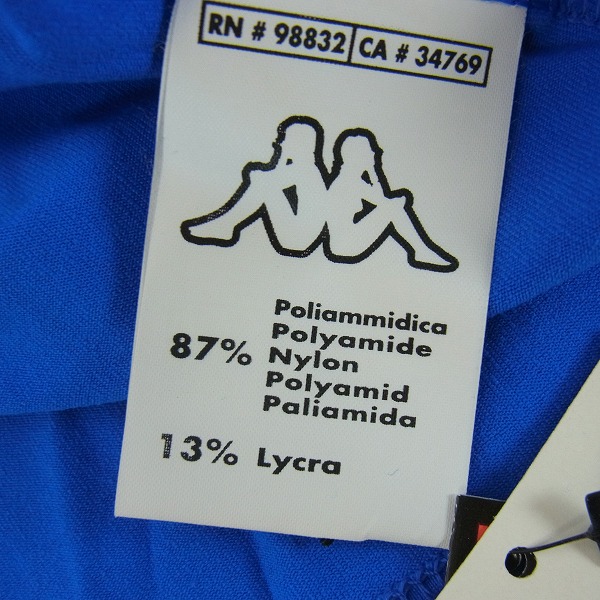 RN # 98832 CA # 34769
Poliammidica
Polyamide
87% Nylon
Polyamid
Paliamida
13% Lycra